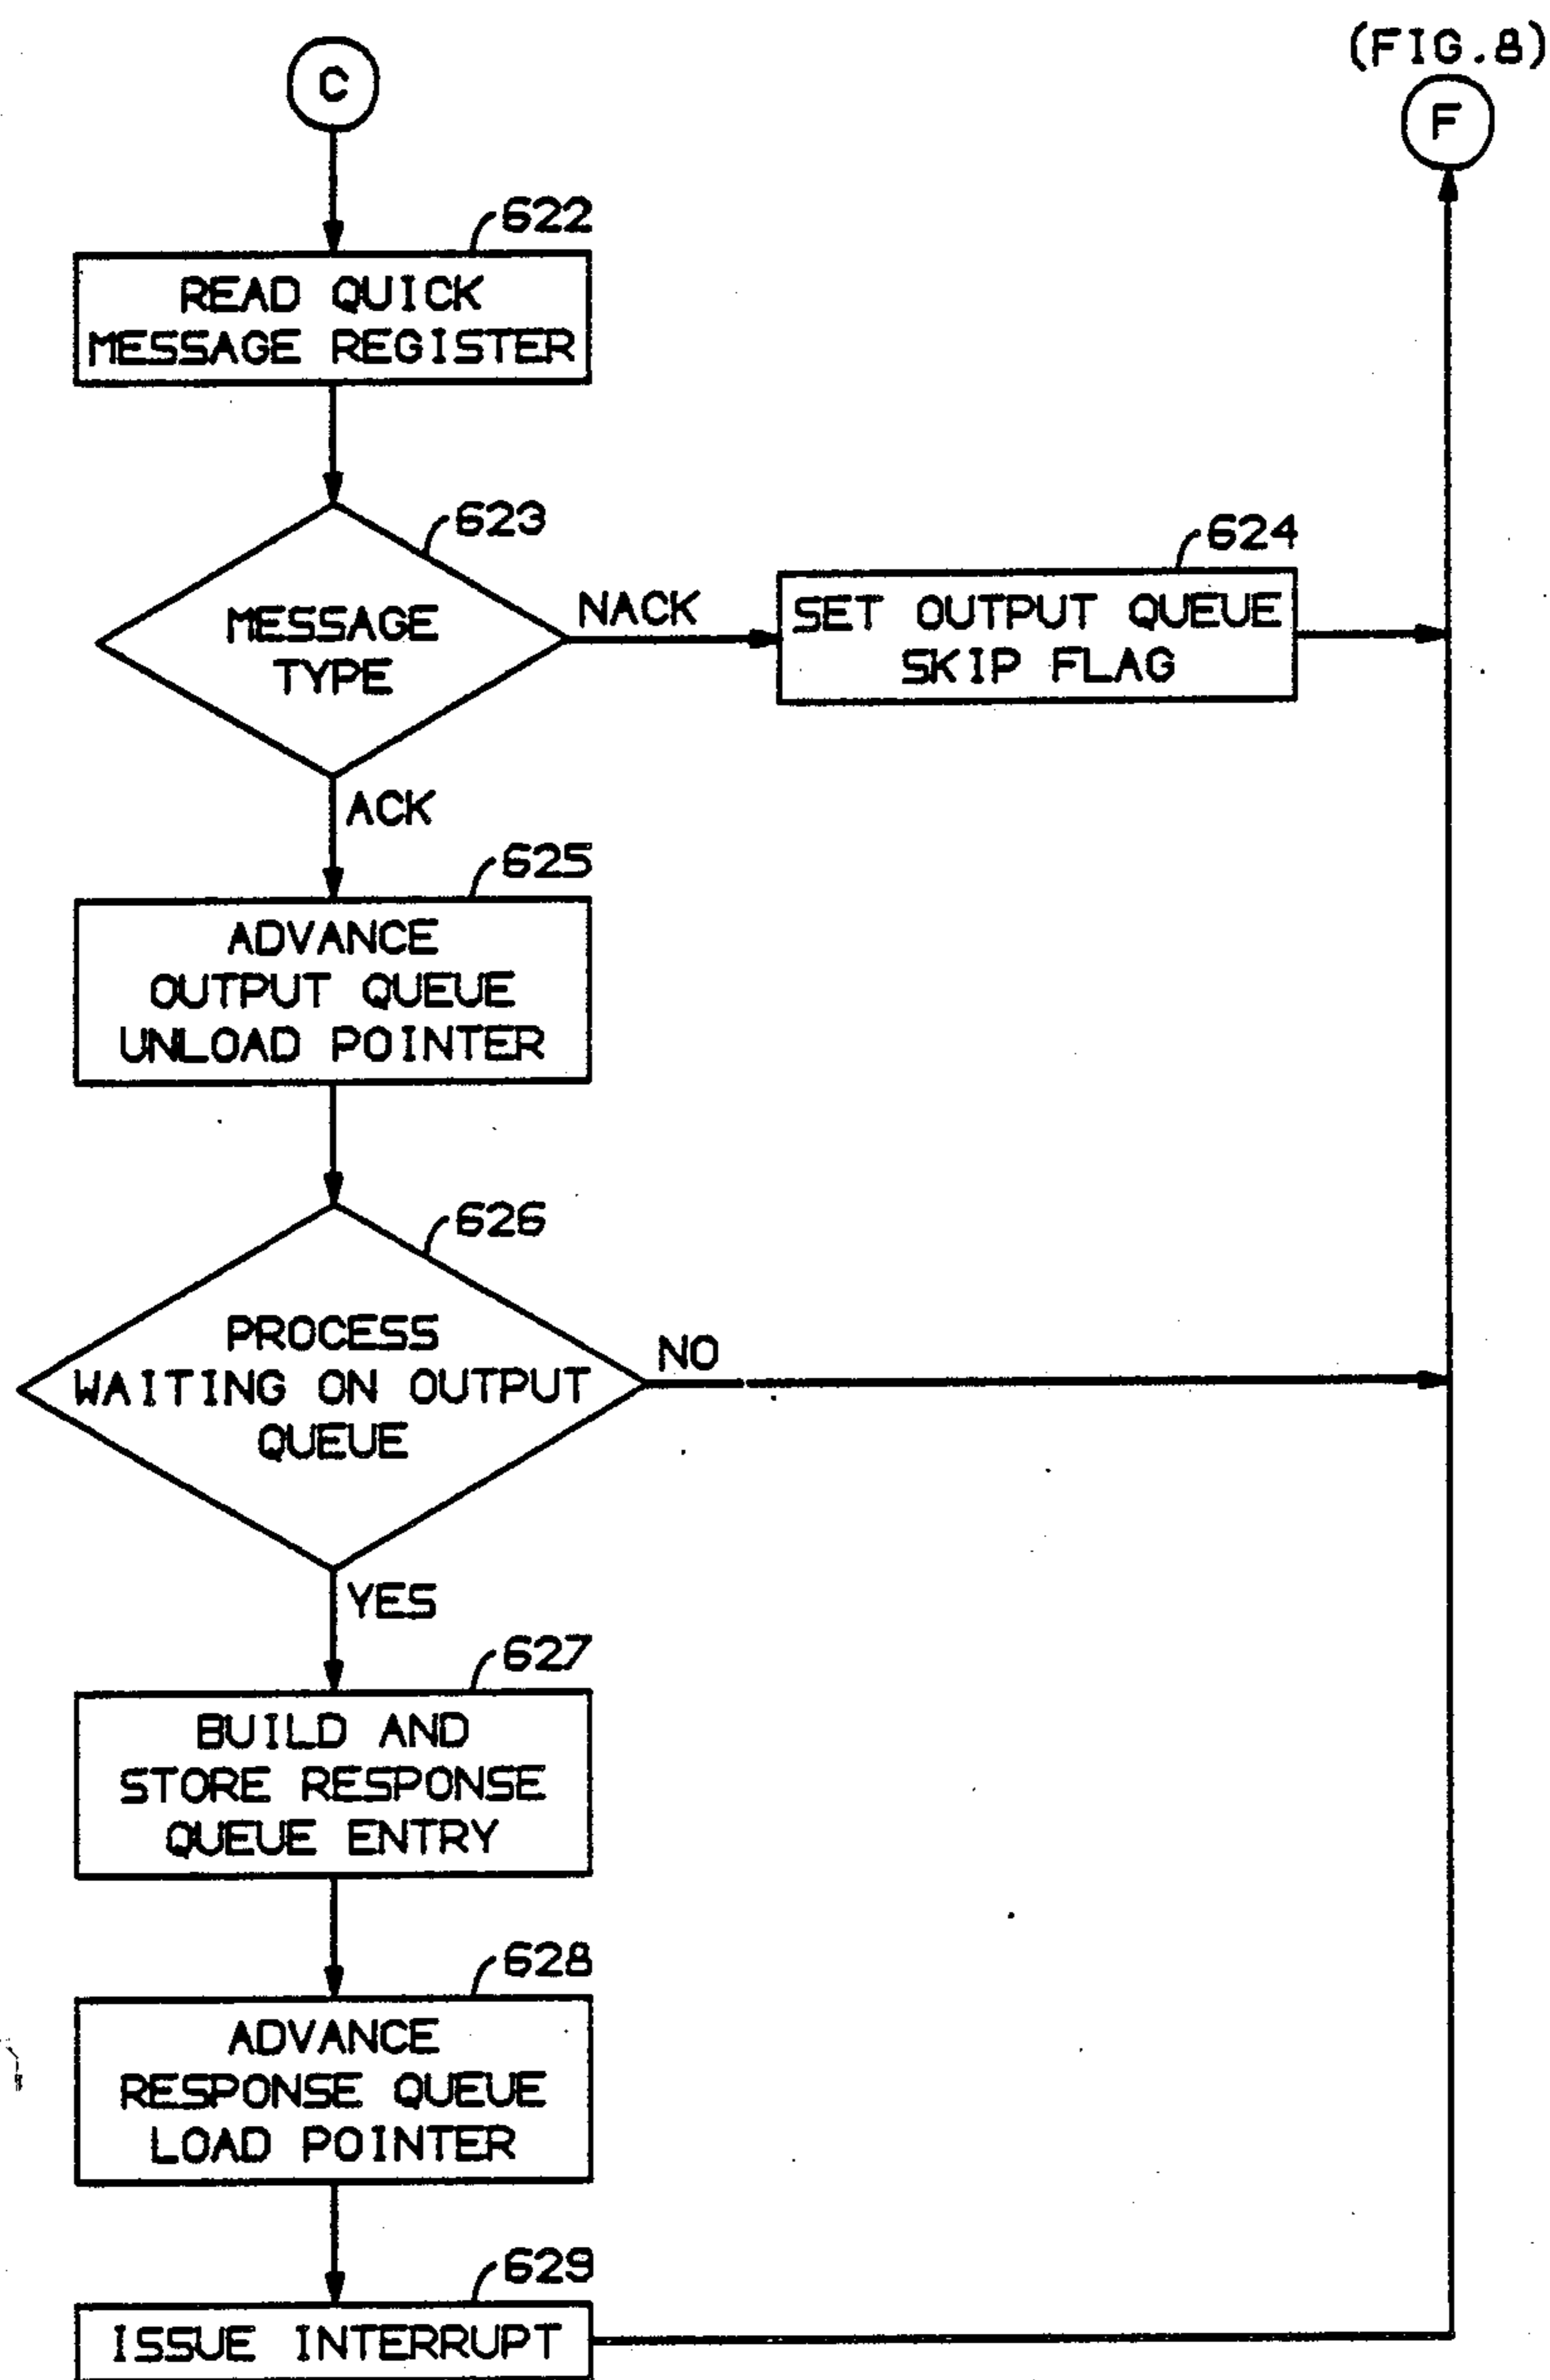 (FIG.8)
C
F
622
READ QUICK
MESSAGE REGISTER
623
MESSAGE
TYPE
NACK
624
SET OUTPUT QUEUE
SKIP FLAG
ACK
625
ADVANCE
OUTPUT QUEUE
UNLOAD POINTER
626
PROCESS
WAITING ON OUTPUT
QUEUE
NO
YES
627
BUILD AND
STORE RESPONSE
QUEUE ENTRY
628
ADVANCE
RESPONSE QUEUE
LOAD POINTER
629
ISSUE INTERRUPT